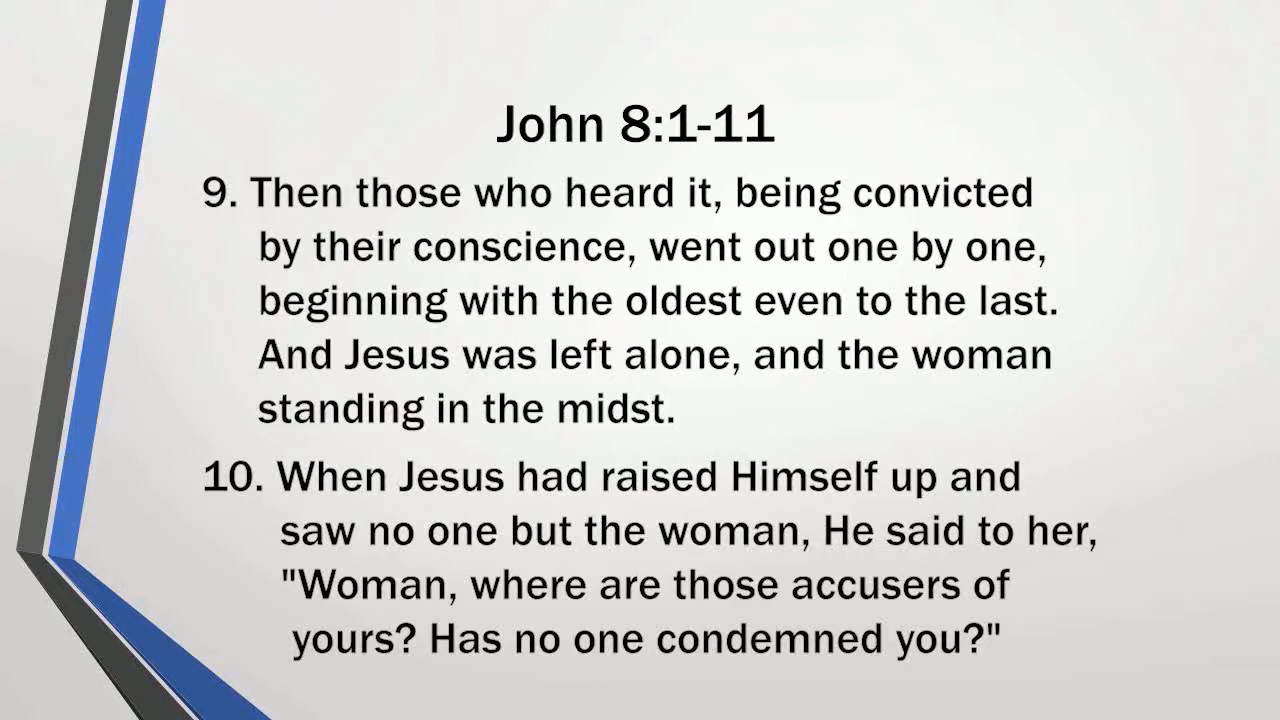 John 8:1-11
9. Then those who heard it, being convicted
by their conscience, went out one by one,
beginning with the oldest even to the last.
And Jesus was left alone, and the woman
standing in the midst.
10. When Jesus had raised Himself up and
saw no one but the woman, He said to her,
"Woman, where are those accusers of
yours? Has no one condemned you?"